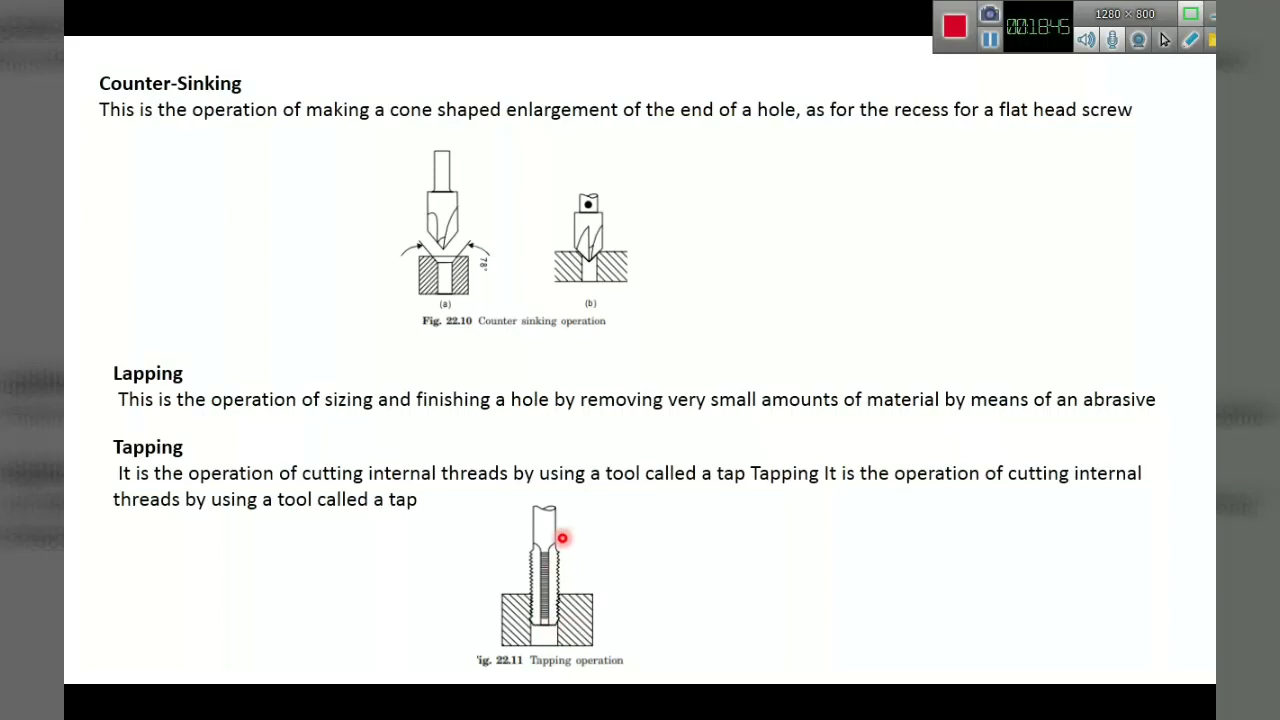 00:18:45
1280 × 800
Counter-Sinking
This is the operation of making a cone shaped enlargement of the end of a hole, as for the recess for a flat head screw
78°
(a)
(b)
Fig. 22.10 Counter sinking operation
Lapping
This is the operation of sizing and finishing a hole by removing very small amounts of material by means of an abrasive
Tapping
It is the operation of cutting internal threads by using a tool called a tap Tapping It is the operation of cutting internal
threads by using a tool called a tap
'ig. 22.11 Tapping operation